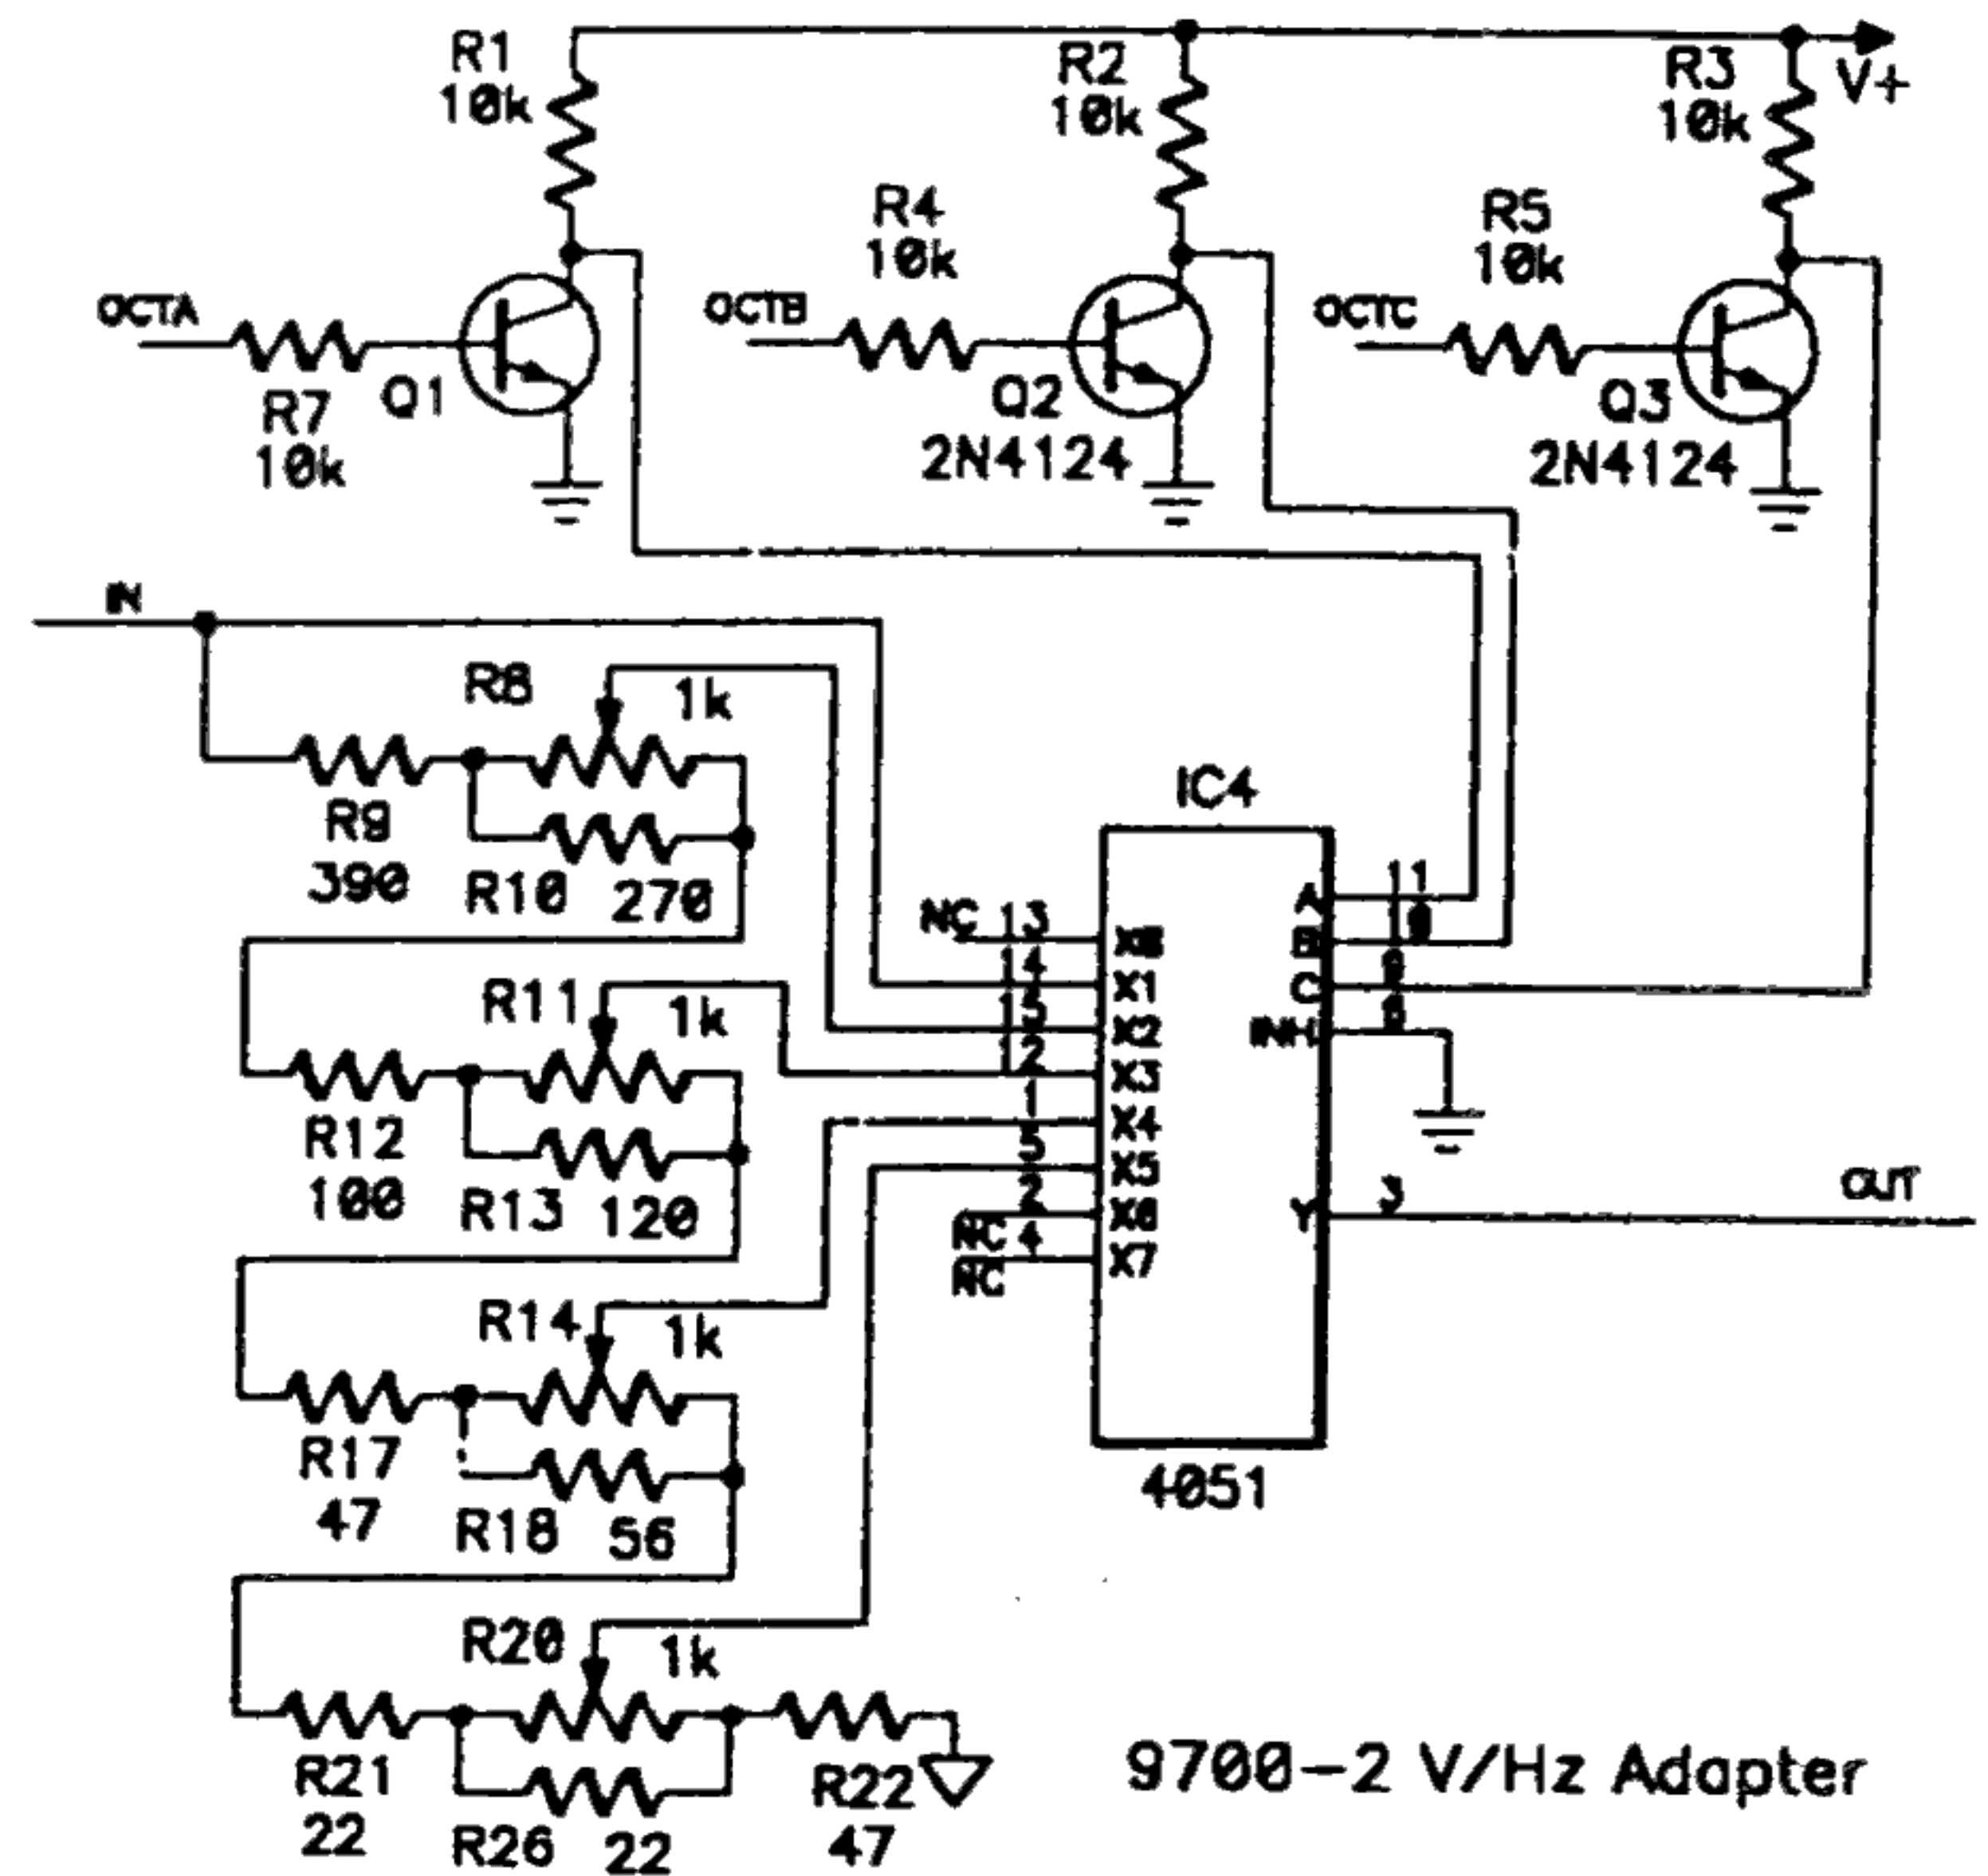 R1
10k
R2
10k
R3
10k
V+
R4
10k
R5
10k
OCTA
OCTB
OCTC
R7
10k
Q1
Q2
2N4124
Q3
2N4124
IN
R8
1k
R9
390
R10
270
IC4
NC
13
X0
A
11
14
X1
B
C
15
X2
INH
12
X3
1
X4
5
X5
2
X6
NC
4
X7
NC
Y
3
OUT
4051
R11
1k
R12
100
R13
120
R14
1k
R17
47
R18
56
R20
1k
R21
22
R26
22
R22
47
9700-2 V/Hz Adapter